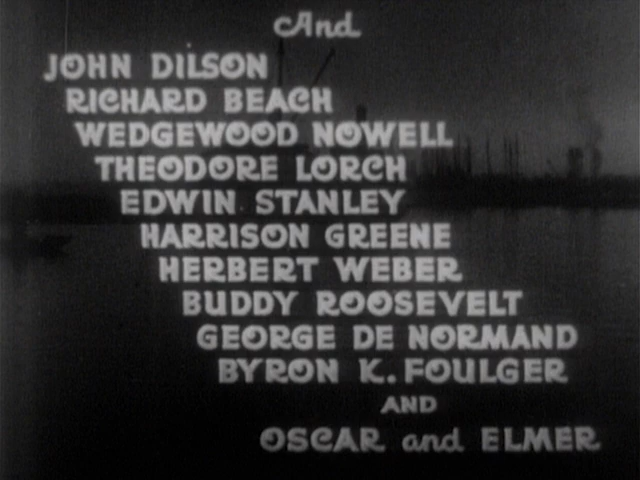 And
JOHN DILSON
RICHARD BEACH
WEDGEWOOD NOWELL
THEODORE LORCH
EDWIN STANLEY
HARRISON GREENE
HERBERT WEBER
BUDDY ROOSEVELT
GEORGE DE NORMAND
BYRON K. FOULGER
AND
OSCAR and ELMER